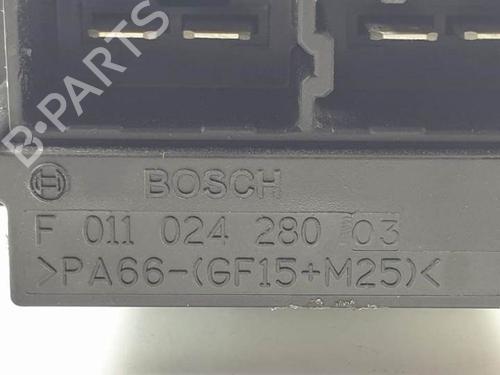 B-PARTS
BOSCH
F 011 024 280 03
>PA66-(GF15+M25)<